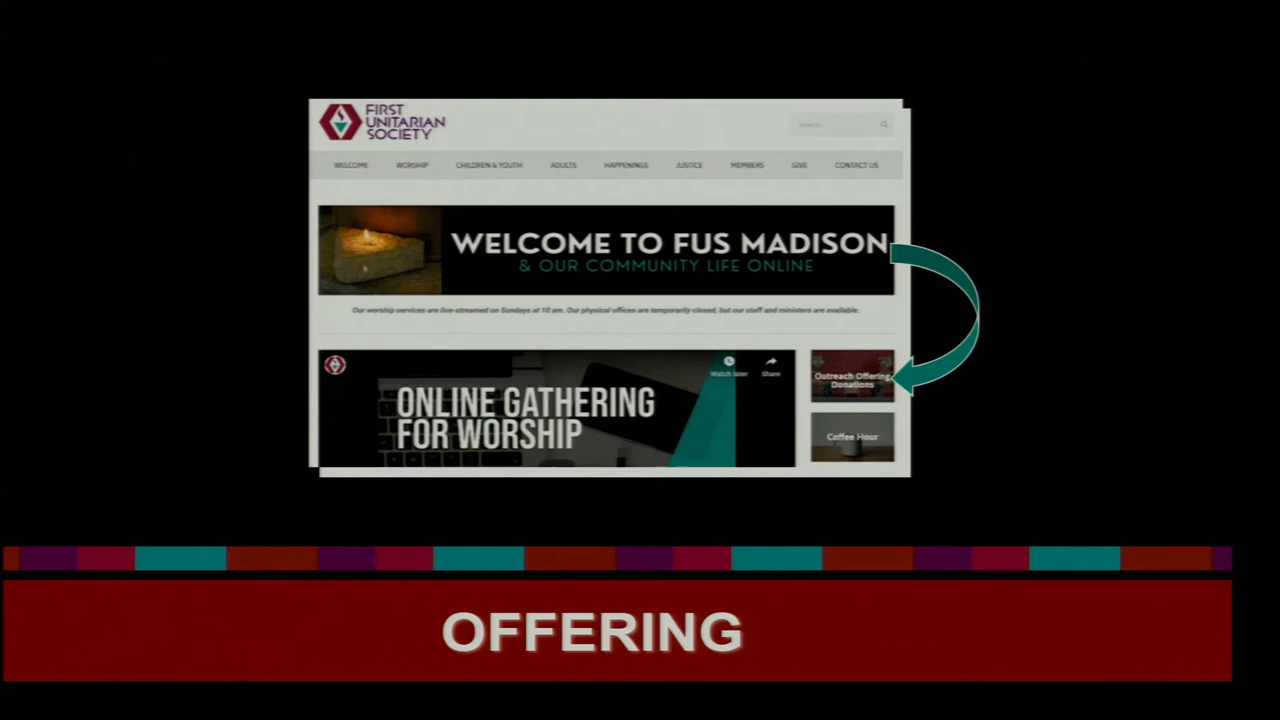 FIRST
UNITARIAN
SOCIETY
Search...
WELCOME WORSHIP CHILDREN & YOUTH ADULTS HAPPENINGS JUSTICE MEMBERS GIVE CONTACT US
WELCOME TO FUS MADISON
& OUR COMMUNITY LIFE ONLINE
Our worship services are live-streamed on Sundays at 10 am. Our physical offices are temporarily closed, but our staff and ministers are available.
Watch later Share
ONLINE GATHERING
FOR WORSHIP
Outreach Offering
Donations
Coffee Hour
OFFERING